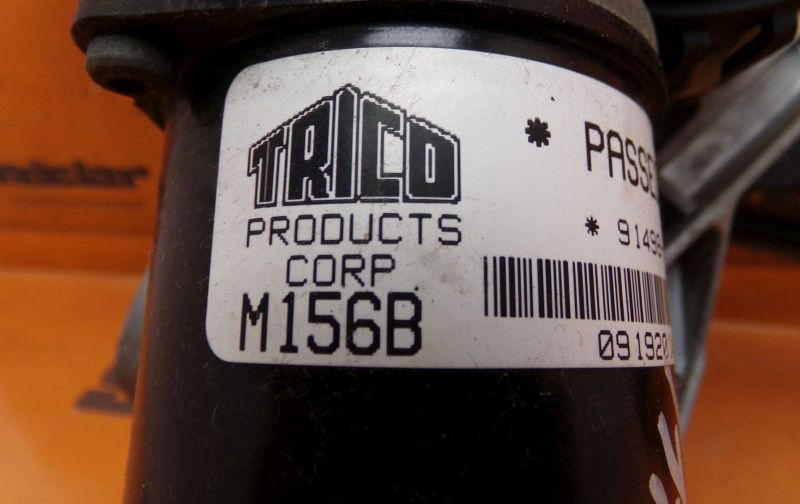 TRICO
PRODUCTS
CORP
M156B
* PASSE
* 9149
091920